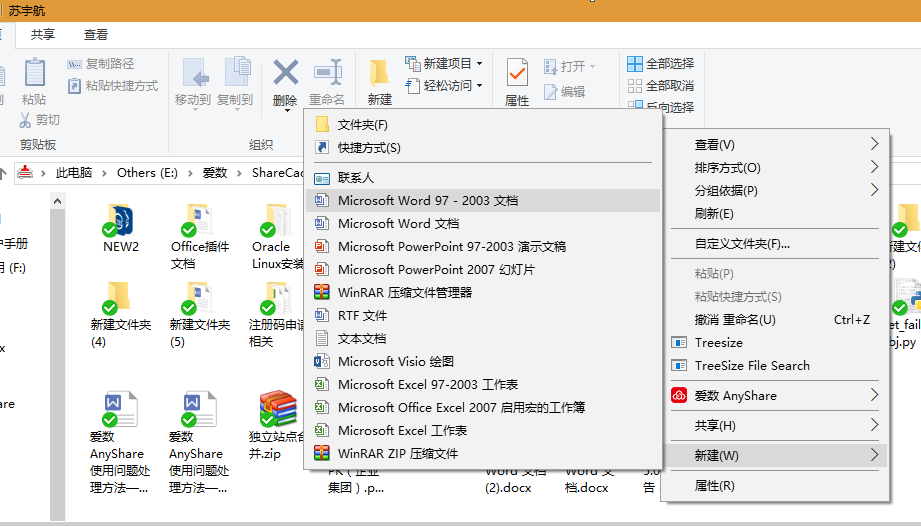 苏宇航
共享
查看
粘贴
复制路径
粘贴快捷方式
剪切
剪贴板
移动到
复制到
删除
重命名
组织
新建
新建项目
轻松访问
属性
打开
编辑
全部选择
全部取消
反向选择
此电脑
Others (E:)
爱数
文件夹(F)
快捷方式(S)
联系人
Microsoft Word 97 - 2003 文档
Microsoft Word 文档
Microsoft PowerPoint 97-2003 演示文稿
Microsoft PowerPoint 2007 幻灯片
WinRAR 压缩文件管理器
RTF 文件
文本文档
Microsoft Visio 绘图
Microsoft Excel 97-2003 工作表
Microsoft Office Excel 2007 启用宏的工作簿
Microsoft Excel 工作表
WinRAR ZIP 压缩文件
查看(V)
排序方式(O)
分组依据(P)
刷新(E)
自定义文件夹(F)...
粘贴(P)
粘贴快捷方式(S)
撤消 重命名(U)
Ctrl+Z
Treesize
TreeSize File Search
爱数 AnyShare
共享(H)
新建(W)
属性(R)
户手册
(F:)
NEW2
Office插件
文档
Oracle
Linux安装
新建文件夹
(4)
新建文件夹
(5)
注册码申请
相关
爱数
AnyShare
使用问题处
理方法—...
爱数
AnyShare
使用问题处
理方法—...
独立站点合
并.zip
PK（企业
集团）.p...
Word 文档
(2).docx
Word 文
档.docx
5.0
告
et_fail
oj.py